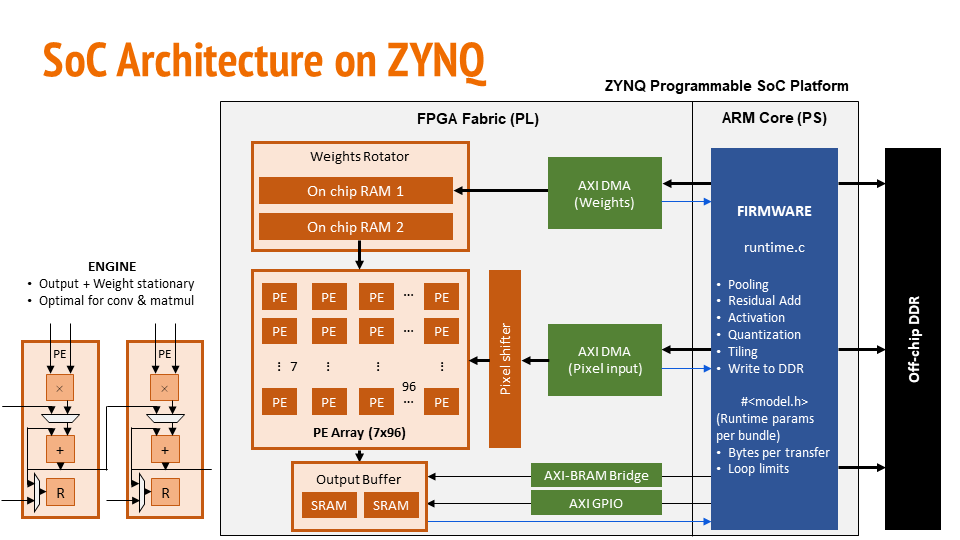 SoC Architecture on ZYNQ
ZYNQ Programmable SoC Platform
FPGA Fabric (PL)
ARM Core (PS)
Weights Rotator
On chip RAM 1
On chip RAM 2
AXI DMA
(Weights)
FIRMWARE
runtime.c
• Pooling
• Residual Add
• Activation
• Quantization
• Tiling
• Write to DDR
#<model.h>
(Runtime params
per bundle)
• Bytes per transfer
• Loop limits
Off-chip DDR
ENGINE
• Output + Weight stationary
• Optimal for conv & matmul
PE
×
+
R
PE
×
+
R
PE PE PE ... PE
PE PE PE ... PE
⋮ 7 ⋮ ⋮ ⋮
96
PE PE PE ... PE
PE Array (7x96)
Pixel shifter
AXI DMA
(Pixel input)
Output Buffer
SRAM SRAM
AXI-BRAM Bridge
AXI GPIO